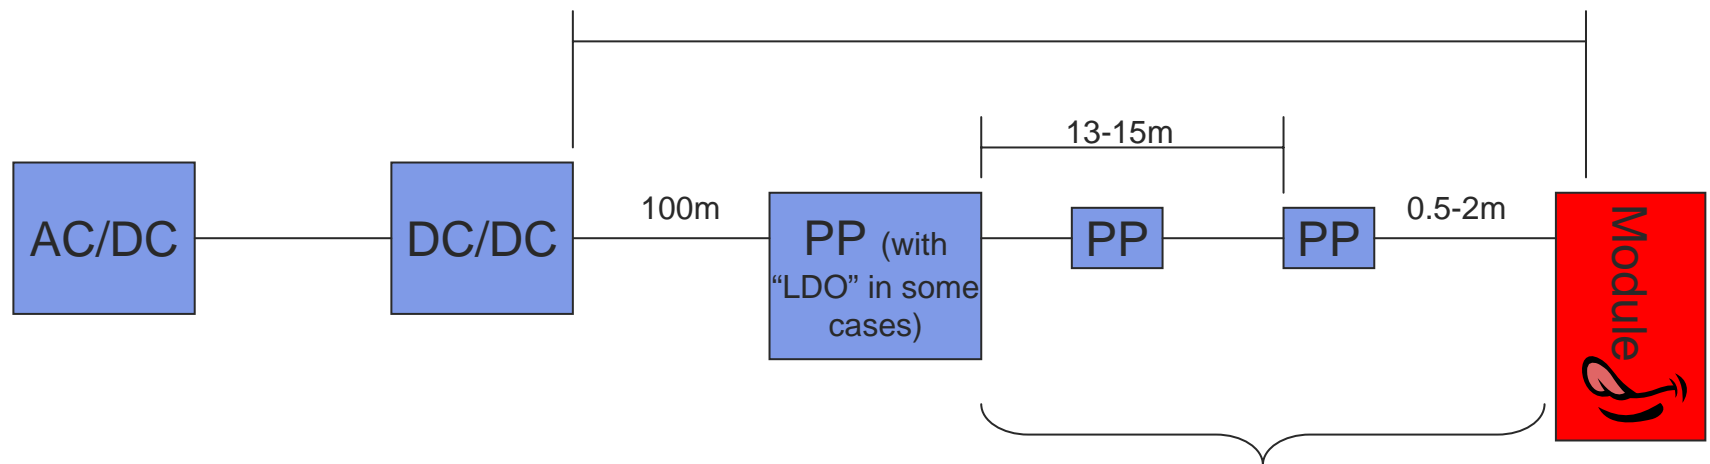 13-15m
AC/DC
DC/DC
100m
PP (with
“LDO” in some
cases)
PP
PP
0.5-2m
Module